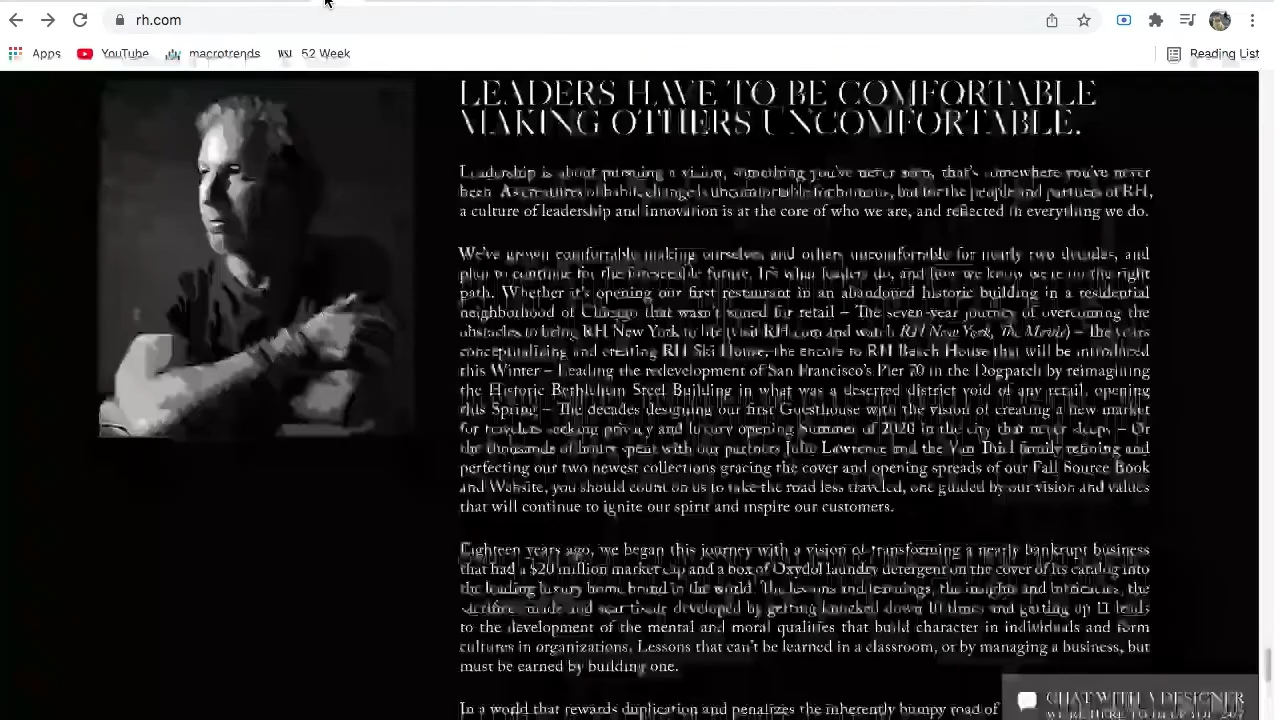 rh.com
Apps YouTube macrotrends WSJ 52 Week Reading List
LEADERS HAVE TO BE COMFORTABLE
MAKING OTHERS UNCOMFORTABLE.
Leadership is about pursuing a vision, something you've never seen, that's somewhere you've never
been. As creatures of habit, change is uncomfortable for humans, but for the people and partners of RH,
a culture of leadership and innovation is at the core of who we are, and reflected in everything we do.
We've grown comfortable making ourselves and others uncomfortable for nearly two decades, and
plan to continue for the foreseeable future. It's what leaders do, and how we know we're on the right
path. Whether it's opening our first restaurant in an abandoned historic building in a residential
neighborhood of Chicago that wasn't zoned for retail – The seven-year journey of overcoming the
obstacles to bring RH New York to life (visit RH.com and watch RH New York, The Movie) – The years
conceptualizing and creating RH Ski House, the encore to RH Beach House that will be introduced
this Winter – Leading the redevelopment of San Francisco's Pier 70 in the Dogpatch by reimagining
the Historic Bethlehem Steel Building in what was a deserted district void of any retail, opening
this Spring – The decades designing our first Guesthouse with the vision of creating a new market
for travelers seeking privacy and luxury opening Summer of 2020 in the city that never sleeps – Or
the thousands of hours spent with our partners Julie Lawrence and the Van Thiel family refining and
perfecting our two newest collections gracing the cover and opening spreads of our Fall Source Book
and Website, you should count on us to take the road less traveled, one guided by our vision and values
that will continue to ignite our spirit and inspire our customers.
Eighteen years ago, we began this journey with a vision of transforming a nearly bankrupt business
that had a $20 million market cap and a box of Oxydol laundry detergent on the cover of its catalog into
the leading luxury home brand in the world. The lessons and learnings, the insights and intricacies, the
sacrifices made and scar tissue developed by getting knocked down 10 times and getting up 11 leads
to the development of the mental and moral qualities that build character in individuals and form
cultures in organizations. Lessons that can't be learned in a classroom, or by managing a business, but
must be earned by building one.
In a world that rewards duplication and penalizes the inherently bumpy road of
CHAT WITH A DESIGNER
WE'RE HERE TO HELP YOU 24/7